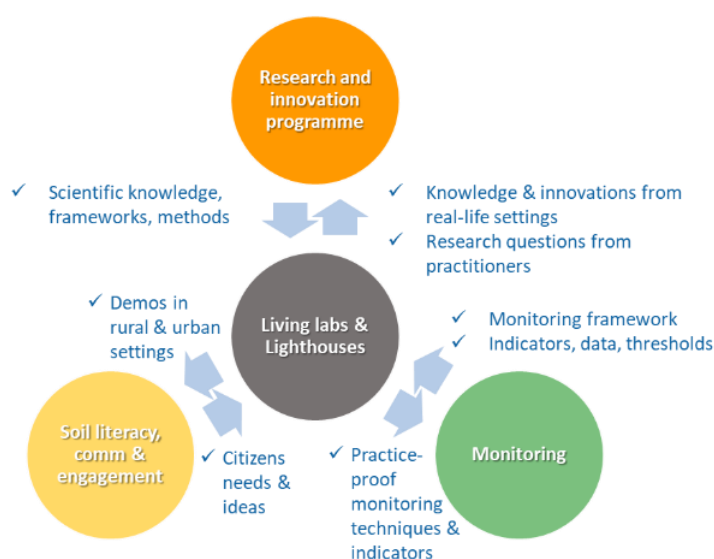 Research and
innovation
programme
✓ Scientific knowledge,
frameworks, methods
✓ Knowledge & innovations from
real-life settings
✓ Research questions from
practitioners
✓ Demos in
rural & urban
settings
Living labs &
Lighthouses
✓ Monitoring framework
✓ Indicators, data, thresholds
Soil literacy,
comm &
engagement
✓ Citizens
needs &
ideas
✓ Practice-
proof
monitoring
techniques &
indicators
Monitoring